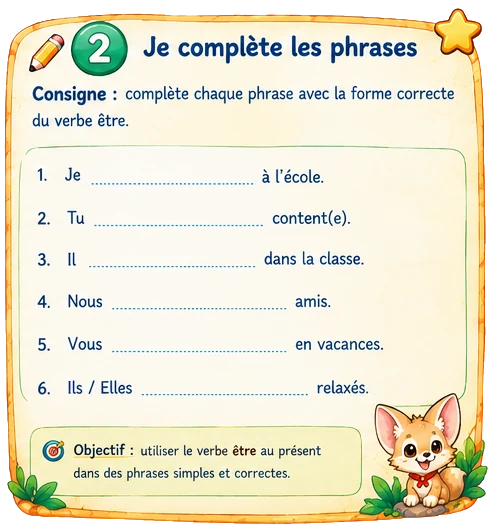 2 Je complète les phrases
Consigne : complète chaque phrase avec la forme correcte
du verbe être.
1. Je ........................ à l'école.
2. Tu ........................ content(e).
3. Il ........................ dans la classe.
4. Nous ........................ amis.
5. Vous ........................ en vacances.
6. Ils / Elles ........................ relaxés.
Objectif : utiliser le verbe être au présent
dans des phrases simples et correctes.